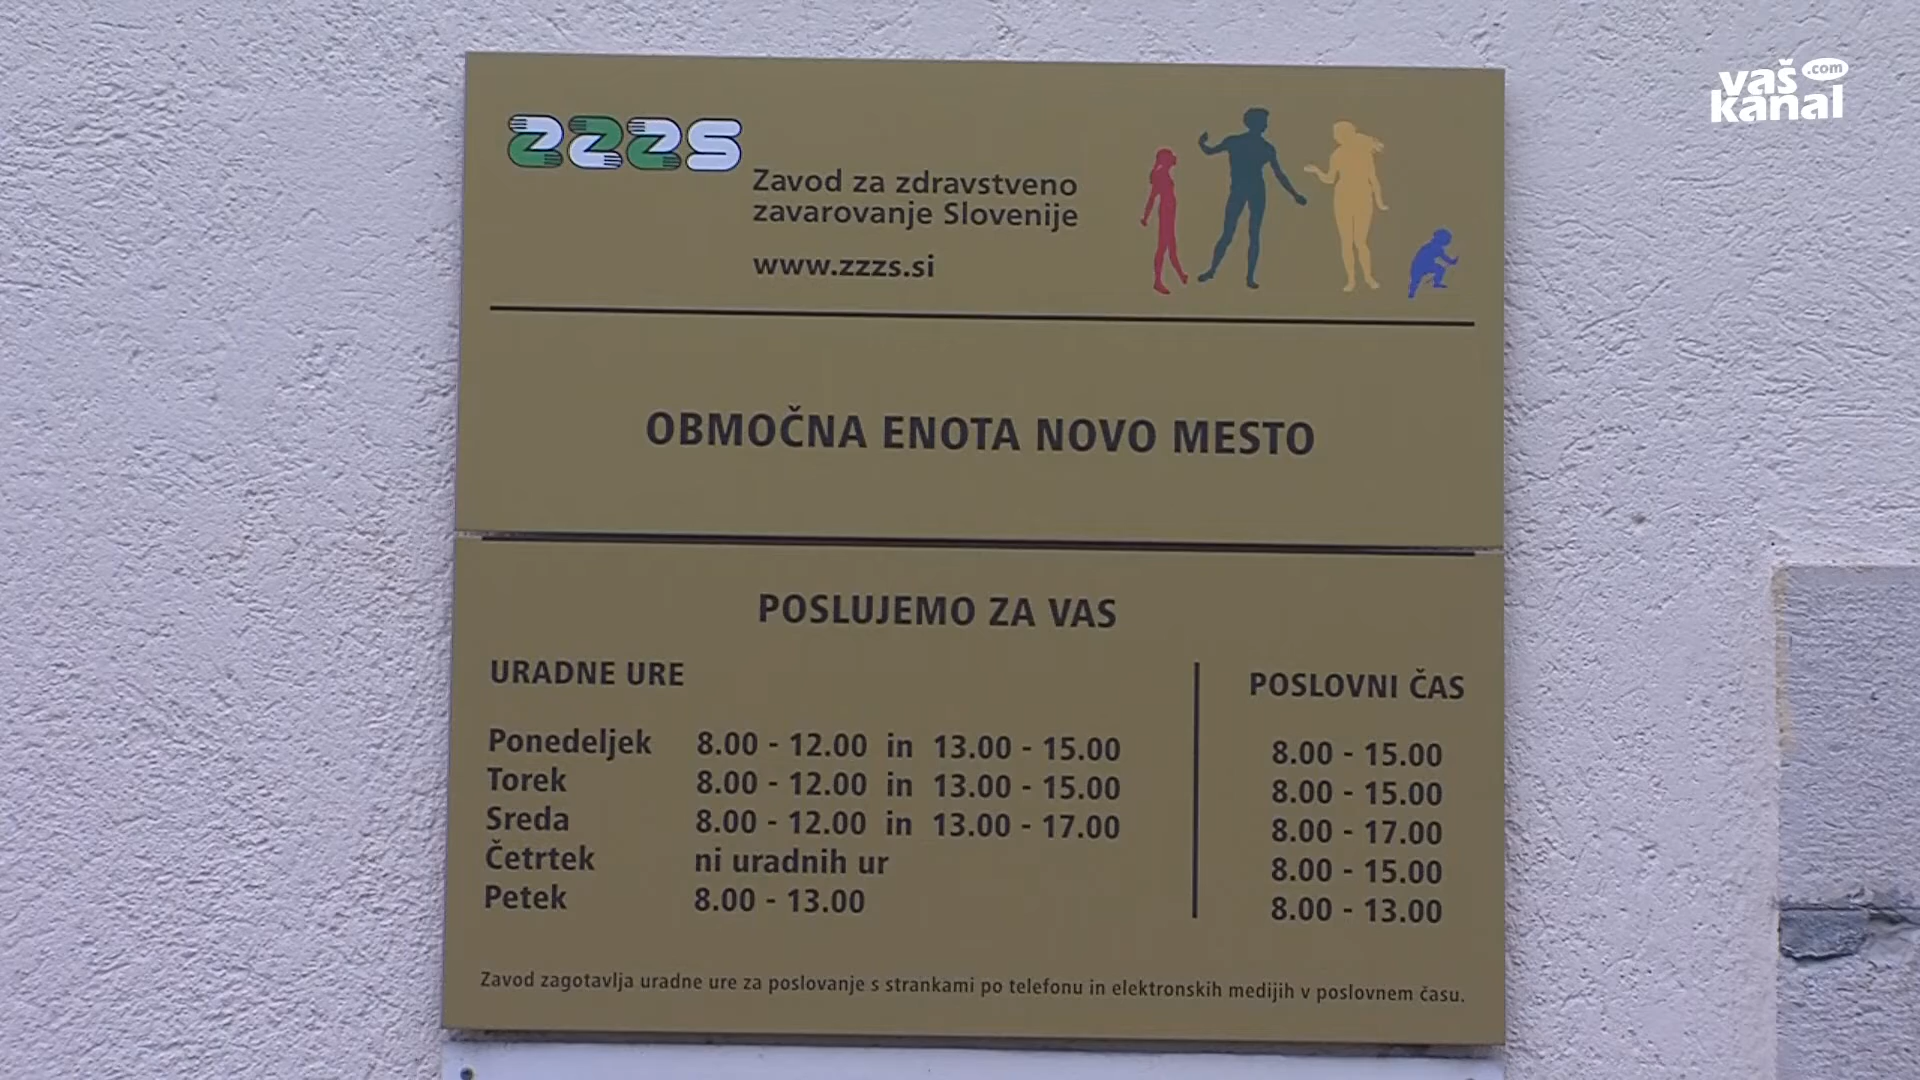 vaš .com
kanal
ZZZS
Zavod za zdravstveno
zavarovanje Slovenije
www.zzzs.si
OBMOČNA ENOTA NOVO MESTO
POSLUJEMO ZA VAS
URADNE URE POSLOVNI ČAS
Ponedeljek 8.00 - 12.00 in 13.00 - 15.00 8.00 - 15.00
Torek 8.00 - 12.00 in 13.00 - 15.00 8.00 - 15.00
Sreda 8.00 - 12.00 in 13.00 - 17.00 8.00 - 17.00
Četrtek ni uradnih ur 8.00 - 15.00
Petek 8.00 - 13.00 8.00 - 13.00
Zavod zagotavlja uradne ure za poslovanje s strankami po telefonu in elektronskih medijih v poslovnem času.